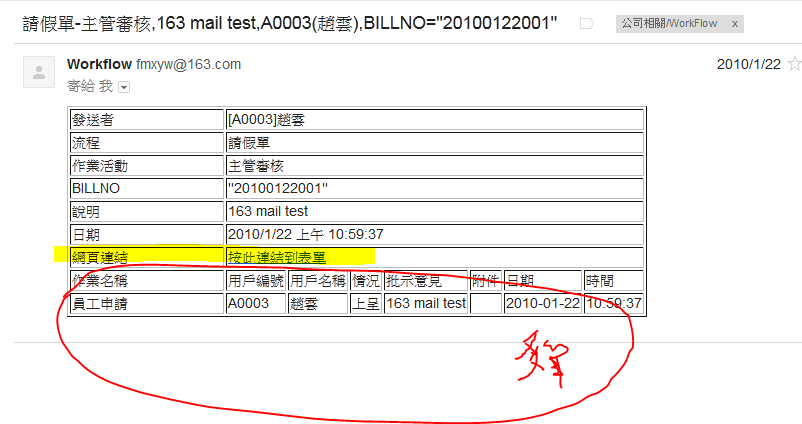 請假單-主管審核,163 mail test,A0003(趙雲),BILLNO="20100122001" 公司相關/WorkFlow x
Workflow fmxyw@163.com 2010/1/22
寄給 我
發送者 [A0003]趙雲
流程 請假單
作業活動 主管審核
BILLNO "20100122001"
說明 163 mail test
日期 2010/1/22 上午 10:59:37
網頁連結 按此連結到表單
作業名稱 用戶編號 用戶名稱 情況 批示意見 附件 日期 時間
員工申請 A0003 趙雲 上呈 163 mail test 2010-01-22 10:59:37
多筆